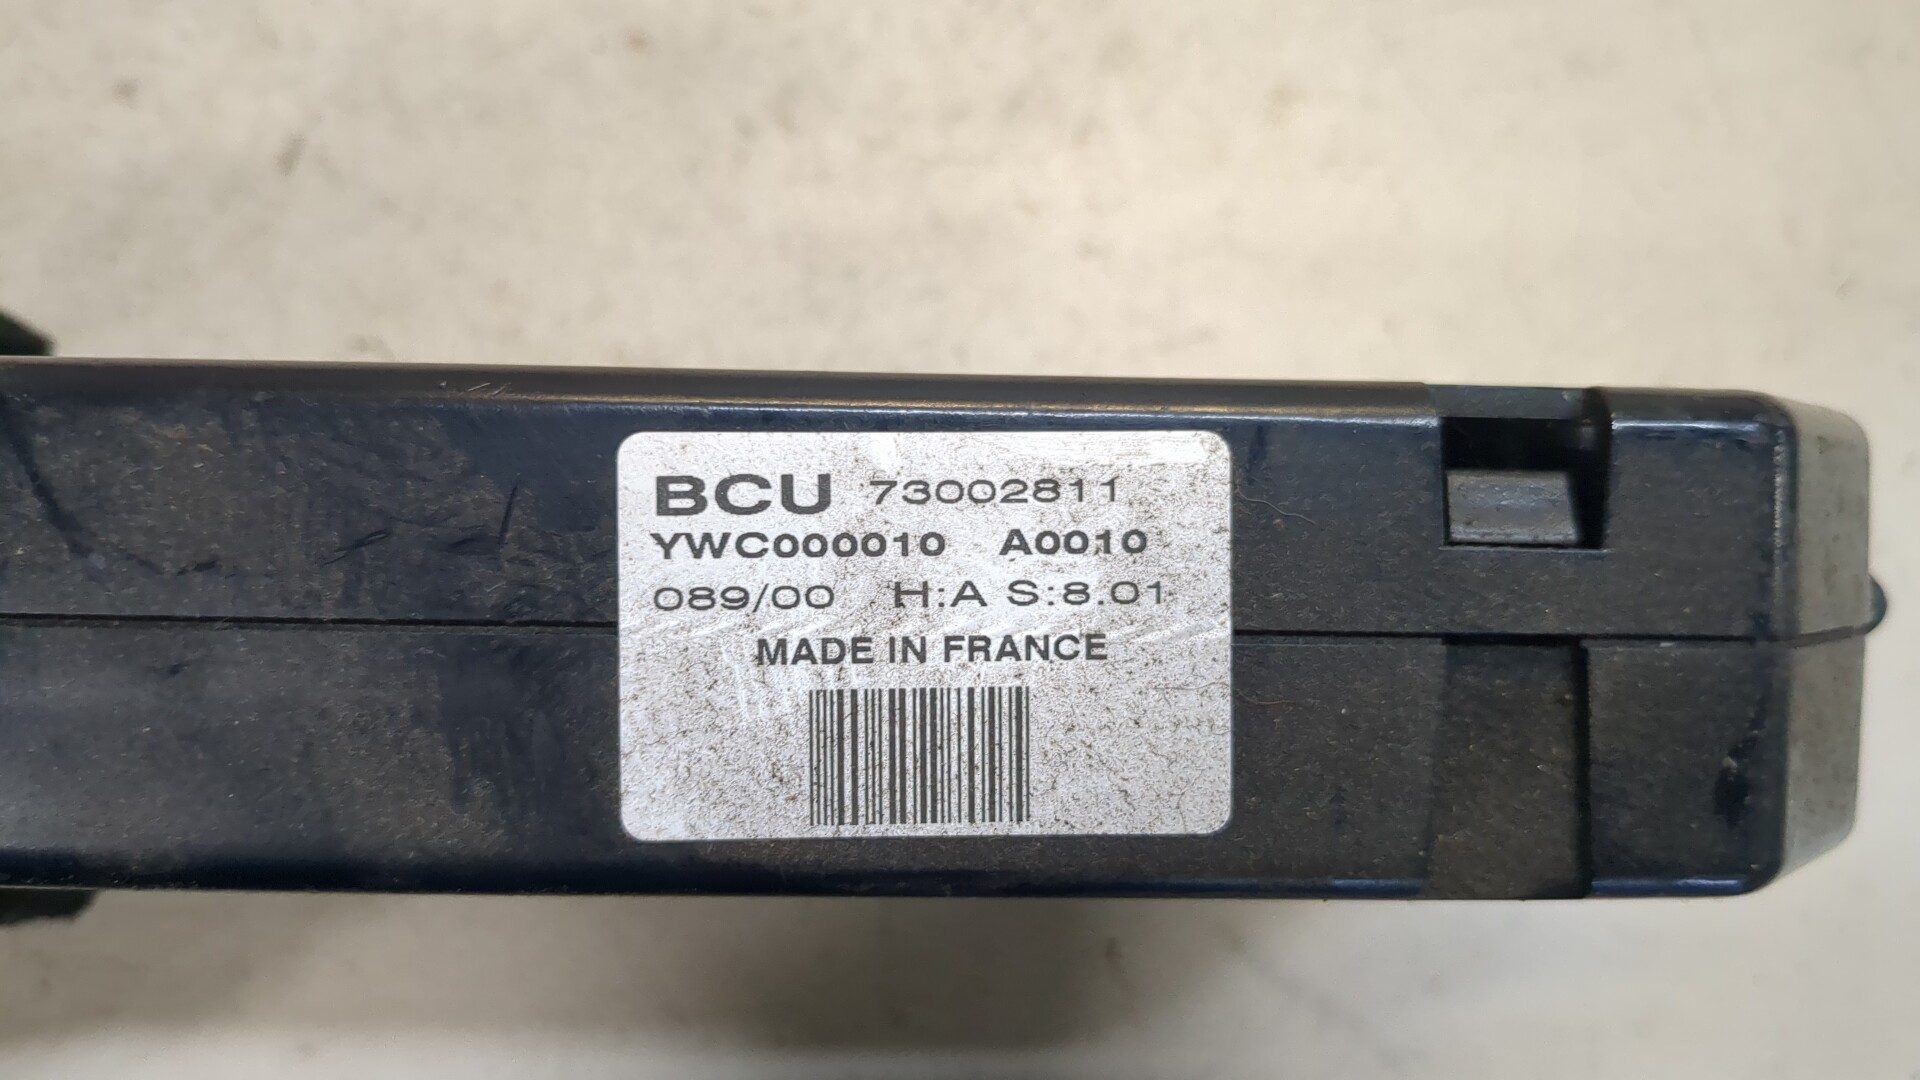 BCU 73002811
YWC000010 A0010
089/00 H:A S:8.01
MADE IN FRANCE